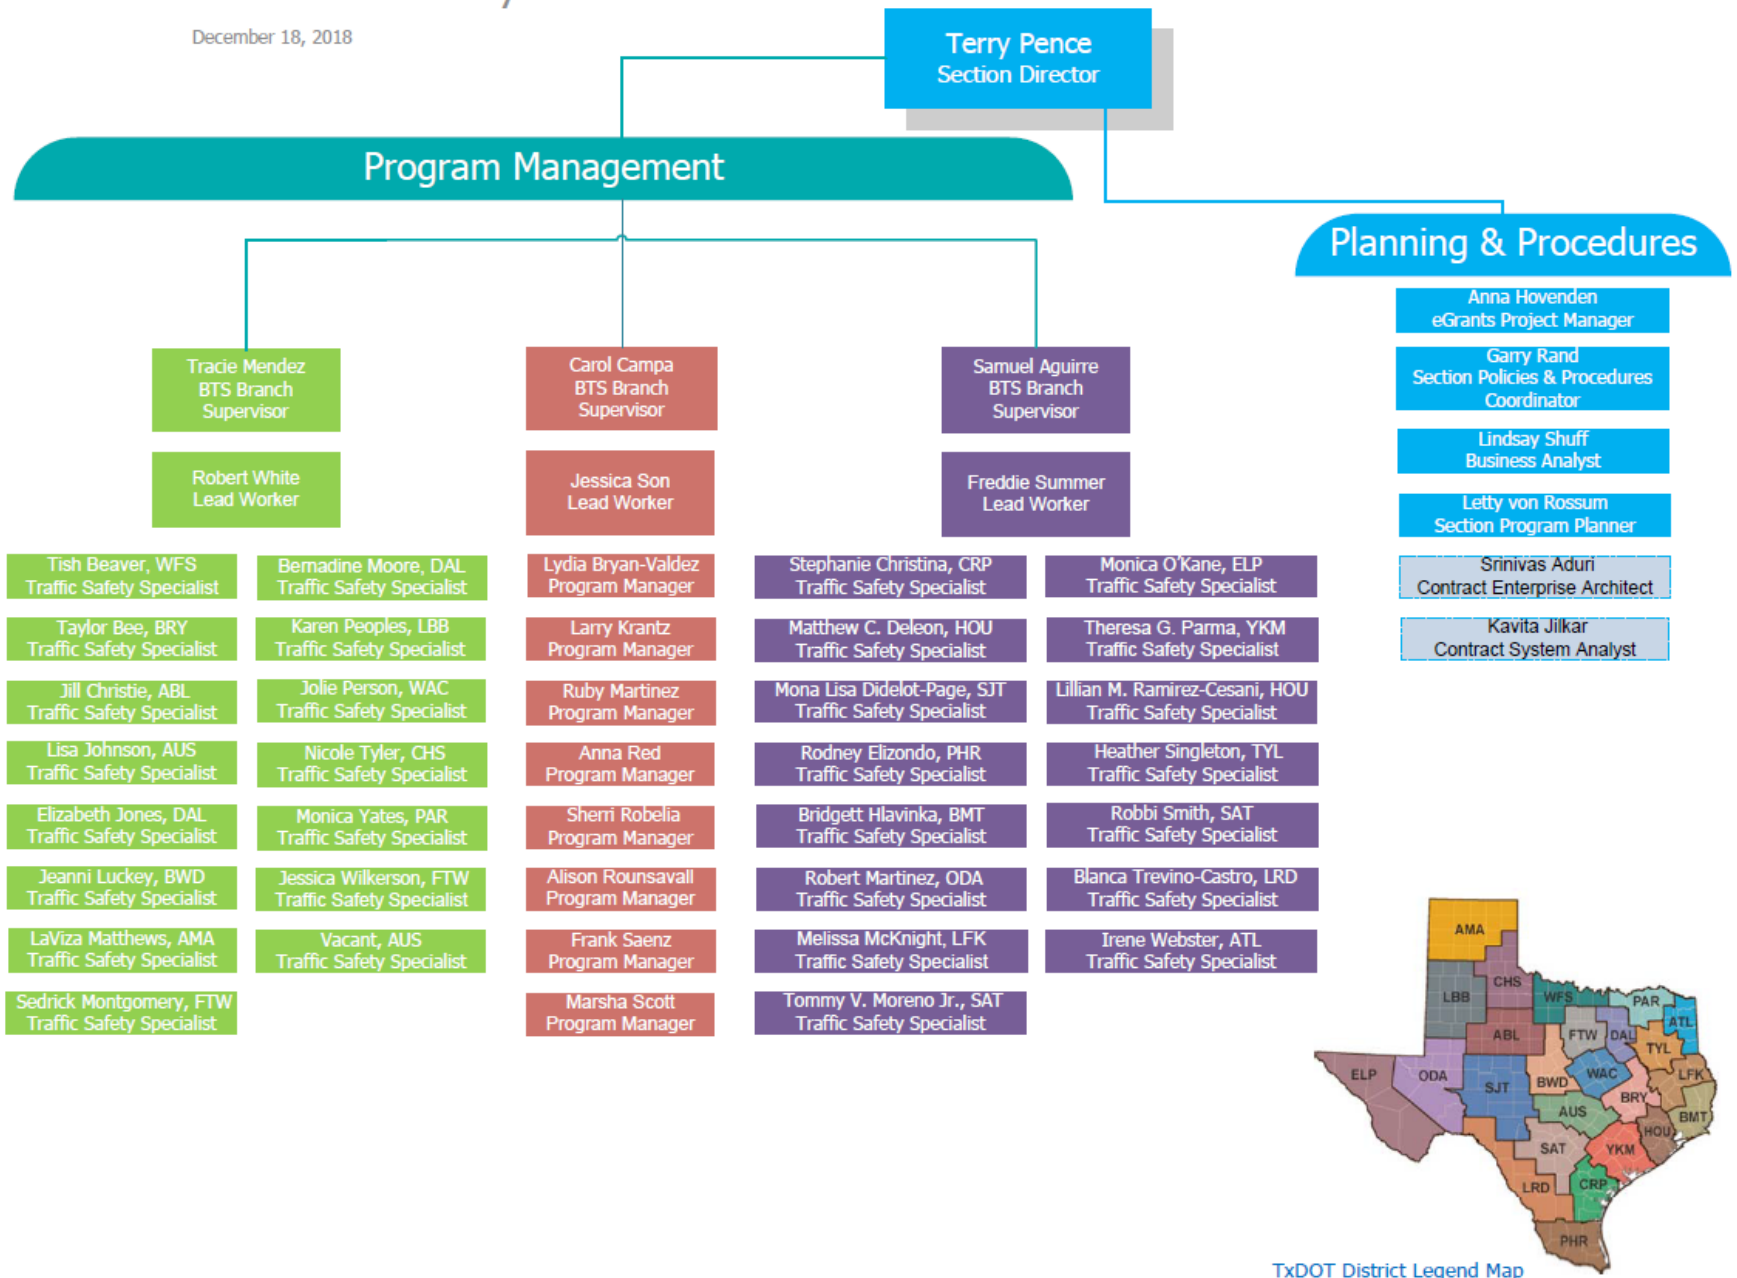 December 18, 2018
Terry Pence
Section Director
Program Management
Planning & Procedures
Tracie Mendez
BTS Branch
Supervisor
Robert White
Lead Worker
Tish Beaver, WFS
Traffic Safety Specialist
Taylor Bee, BRY
Traffic Safety Specialist
Jill Christie, ABL
Traffic Safety Specialist
Lisa Johnson, AUS
Traffic Safety Specialist
Elizabeth Jones, DAL
Traffic Safety Specialist
Jeanni Luckey, BWD
Traffic Safety Specialist
LaViza Matthews, AMA
Traffic Safety Specialist
Sedrick Montgomery, FTW
Traffic Safety Specialist
Bernadine Moore, DAL
Traffic Safety Specialist
Karen Peoples, LBB
Traffic Safety Specialist
Jolie Person, WAC
Traffic Safety Specialist
Nicole Tyler, CHS
Traffic Safety Specialist
Monica Yates, PAR
Traffic Safety Specialist
Jessica Wilkerson, FTW
Traffic Safety Specialist
Vacant, AUS
Traffic Safety Specialist
Carol Campa
BTS Branch
Supervisor
Jessica Son
Lead Worker
Lydia Bryan-Valdez
Program Manager
Larry Krantz
Program Manager
Ruby Martinez
Program Manager
Anna Red
Program Manager
Sherri Robelia
Program Manager
Alison Rounsavall
Program Manager
Frank Saenz
Program Manager
Marsha Scott
Program Manager
Samuel Aguirre
BTS Branch
Supervisor
Freddie Summer
Lead Worker
Stephanie Christina, CRP
Traffic Safety Specialist
Matthew C. Deleon, HOU
Traffic Safety Specialist
Mona Lisa Didelot-Page, SJT
Traffic Safety Specialist
Rodney Elizondo, PHR
Traffic Safety Specialist
Bridgett Hlavinka, BMT
Traffic Safety Specialist
Robert Martinez, ODA
Traffic Safety Specialist
Melissa McKnight, LFK
Traffic Safety Specialist
Tommy V. Moreno Jr., SAT
Traffic Safety Specialist
Monica O'Kane, ELP
Traffic Safety Specialist
Theresa G. Parma, YKM
Traffic Safety Specialist
Lillian M. Ramirez-Cesani, HOU
Traffic Safety Specialist
Heather Singleton, TYL
Traffic Safety Specialist
Robbi Smith, SAT
Traffic Safety Specialist
Blanca Trevino-Castro, LRD
Traffic Safety Specialist
Irene Webster, ATL
Traffic Safety Specialist
Anna Hovenden
eGrants Project Manager
Garry Rand
Section Policies & Procedures
Coordinator
Lindsay Shuff
Business Analyst
Letty von Rossum
Section Program Planner
Srinivas Aduri
Contract Enterprise Architect
Kavita Jilkar
Contract System Analyst
AMA
LBB
CHS
WFS
PAR
ATL
ABL
FTW
DAL
TYL
ELP
ODA
SJT
BWD
WAC
LFK
BRY
AUS
BMT
HOU
SAT
YKM
LRD
CRP
PHR
TxDOT District Legend Map